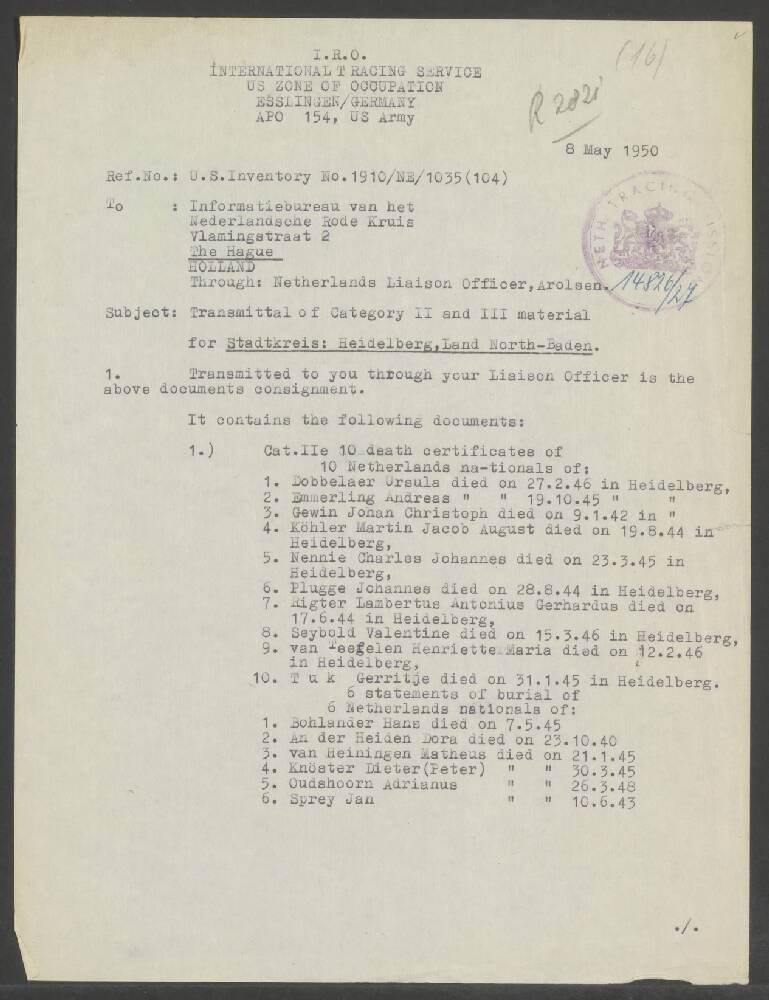 I.R.O.
INTERNATIONAL TRACING SERVICE
US ZONE OF OCCUPATION
ESSLINGEN/GERMANY
APO 154, US Army
(16)
R 2821
8 May 1950
Ref.No.: U.S.Inventory No.1910/NE/1035(104)
To : Informatiebureau van het
Nederlandsche Rode Kruis
Vlamingstraat 2
The Hague
HOLLAND
Through: Netherlands Liaison Officer,Arolsen.
NETH. TRACING
14826/27
Subject: Transmittal of Category II and III material
for Stadtkreis: Heidelberg,Land North-Baden.
1. Transmitted to you through your Liaison Officer is the
above documents consignment.
It contains the following documents:
1.) Cat.IIe 10 death certificates of
10 Netherlands na-tionals of:
1. Dobbelaer Ursula died on 27.2.46 in Heidelberg,
2. Emmerling Andreas " " 19.10.45 " "
3. Gewin Johan Christoph died on 9.1.42 in "
4. Köhler Martin Jacob August died on 19.8.44 in
Heidelberg,
5. Nennie Charles Johannes died on 23.3.45 in
Heidelberg,
6. Plugge Johannes died on 28.8.44 in Heidelberg,
7. Rigter Lambertus Antonius Gerhardus died on
17.6.44 in Heidelberg,
8. Seybold Valentine died on 15.3.46 in Heidelberg,
9. van Teefelen Henriette Maria died on 12.2.46
in Heidelberg,
10. T u k Gerritje died on 31.1.45 in Heidelberg.
6 statements of burial of
6 Netherlands nationals of:
1. Bohlander Hans died on 7.5.45
2. An der Heiden Dora died on 23.10.40
3. van Heiningen Matheus died on 21.1.45
4. Knöster Dieter(Peter) " " 30.3.45
5. Oudshoorn Adrianus " " 26.3.48
6. Sprey Jan " " 10.6.43
./.